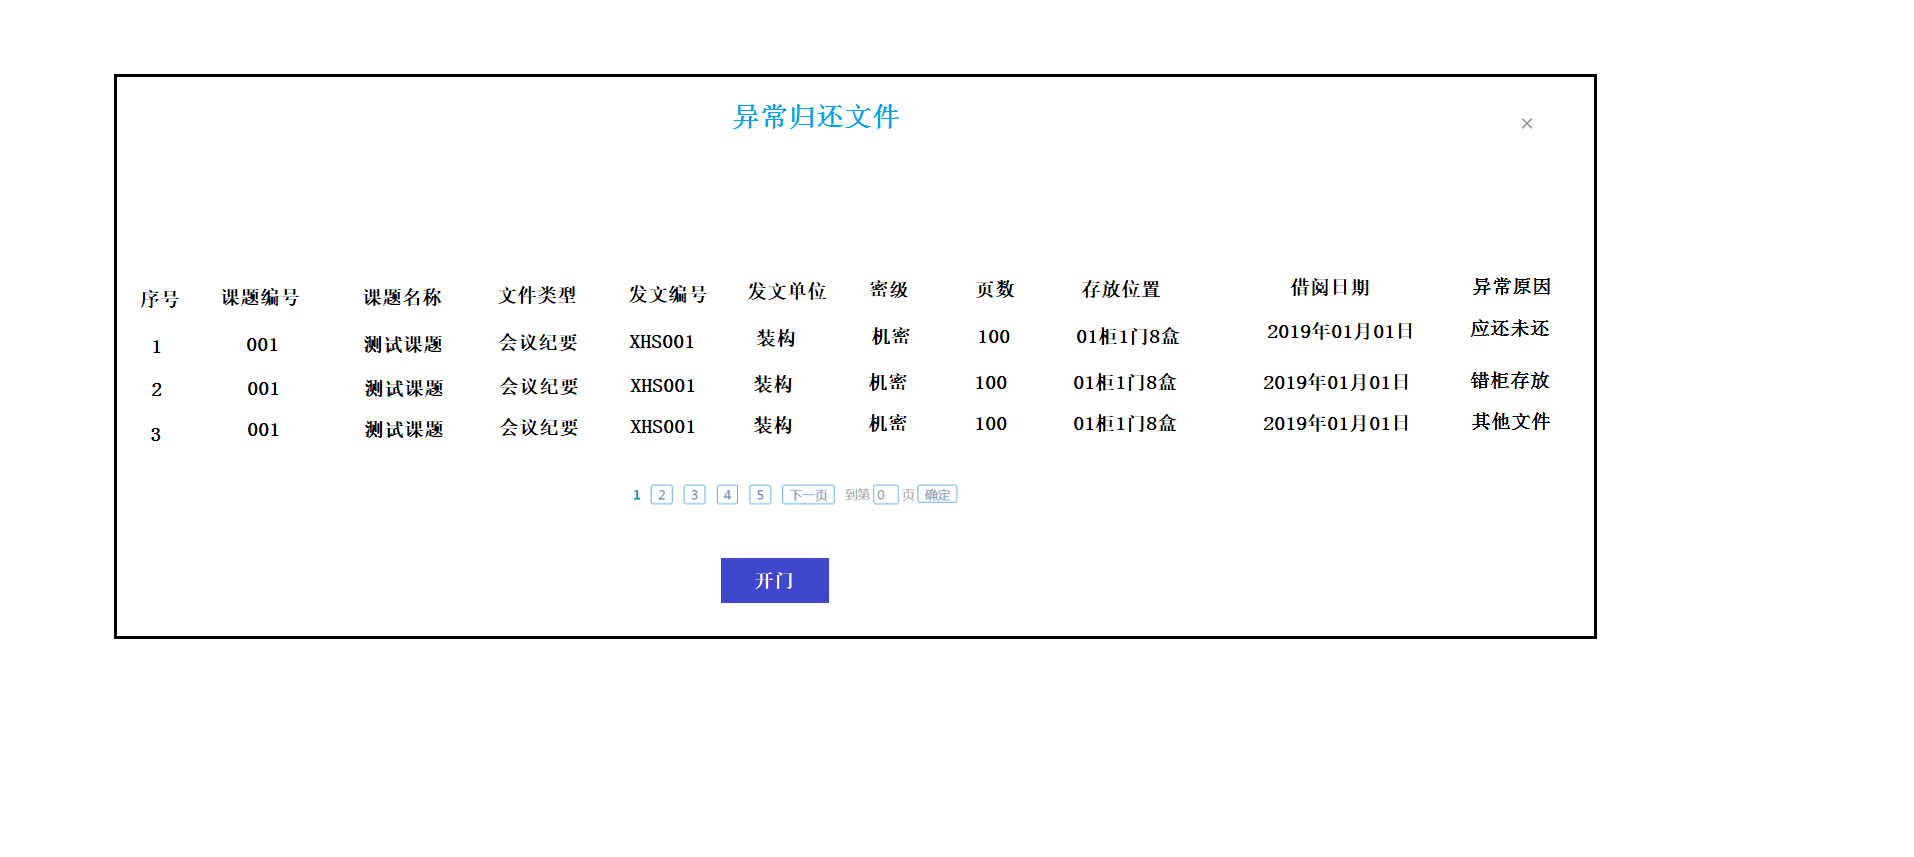 异常归还文件
×
序号 课题编号 课题名称 文件类型 发文编号 发文单位 密级 页数 存放位置 借阅日期 异常原因
1 001 测试课题 会议纪要 XHS001 装构 机密 100 01柜1门8盒 2019年01月01日 应还未还
2 001 测试课题 会议纪要 XHS001 装构 机密 100 01柜1门8盒 2019年01月01日 错柜存放
3 001 测试课题 会议纪要 XHS001 装构 机密 100 01柜1门8盒 2019年01月01日 其他文件
1 2 3 4 5 下一页 到第 0 页 确定
开门